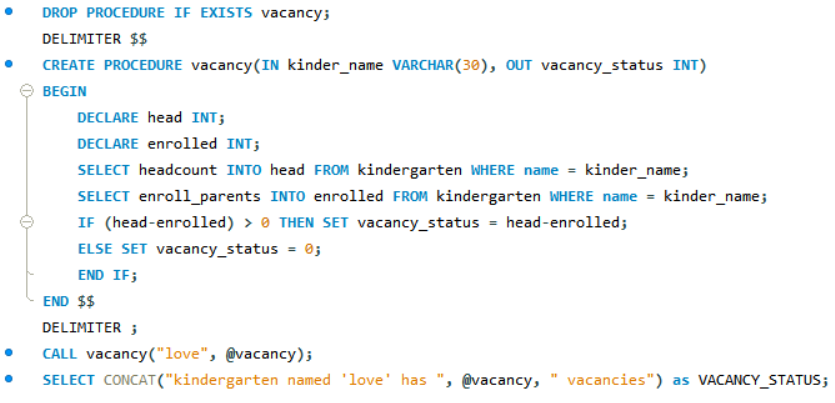 DROP PROCEDURE IF EXISTS vacancy;
DELIMITER $$
CREATE PROCEDURE vacancy(IN kinder_name VARCHAR(30), OUT vacancy_status INT)
BEGIN
DECLARE head INT;
DECLARE enrolled INT;
SELECT headcount INTO head FROM kindergarten WHERE name = kinder_name;
SELECT enroll_parents INTO enrolled FROM kindergarten WHERE name = kinder_name;
IF (head-enrolled) > 0 THEN SET vacancy_status = head-enrolled;
ELSE SET vacancy_status = 0;
END IF;
END $$
DELIMITER ;
CALL vacancy("love", @vacancy);
SELECT CONCAT("kindergarten named 'love' has ", @vacancy, " vacancies") as VACANCY_STATUS;